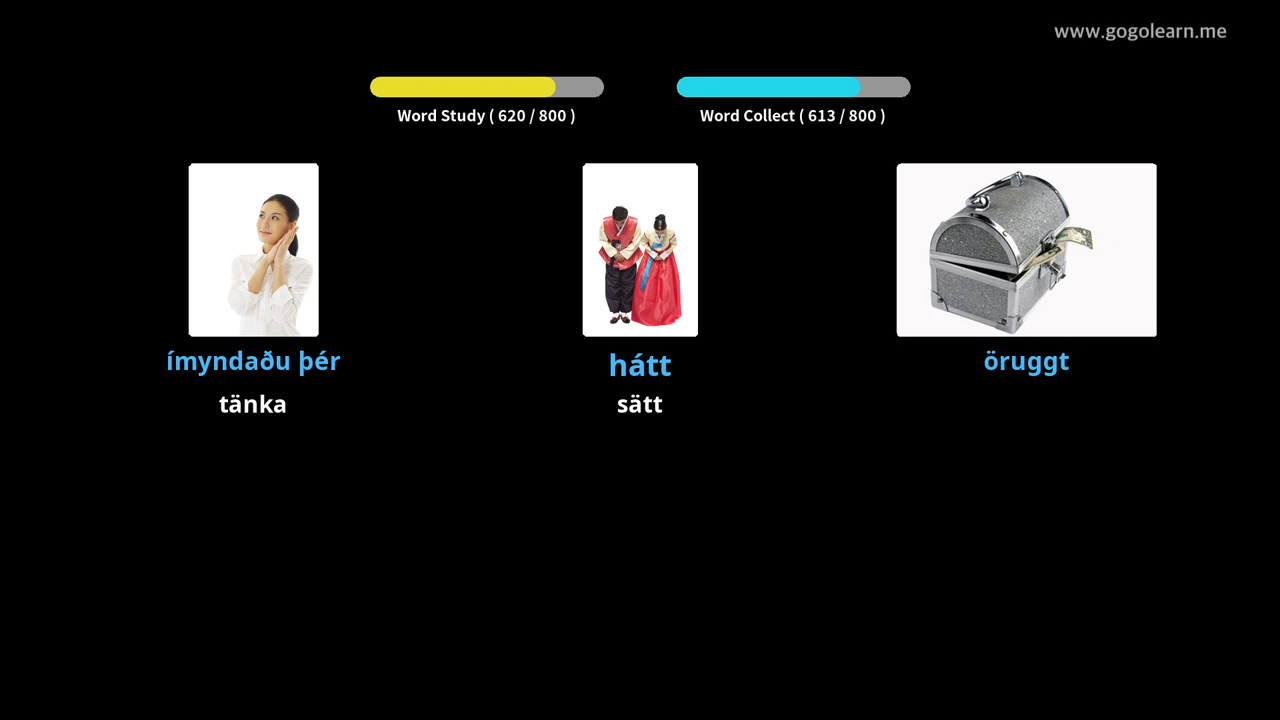 www.gogolearn.me
Word Study ( 620 / 800 )
Word Collect ( 613 / 800 )
ímyndaðu þér
hátt
öruggt
tänka
sätt